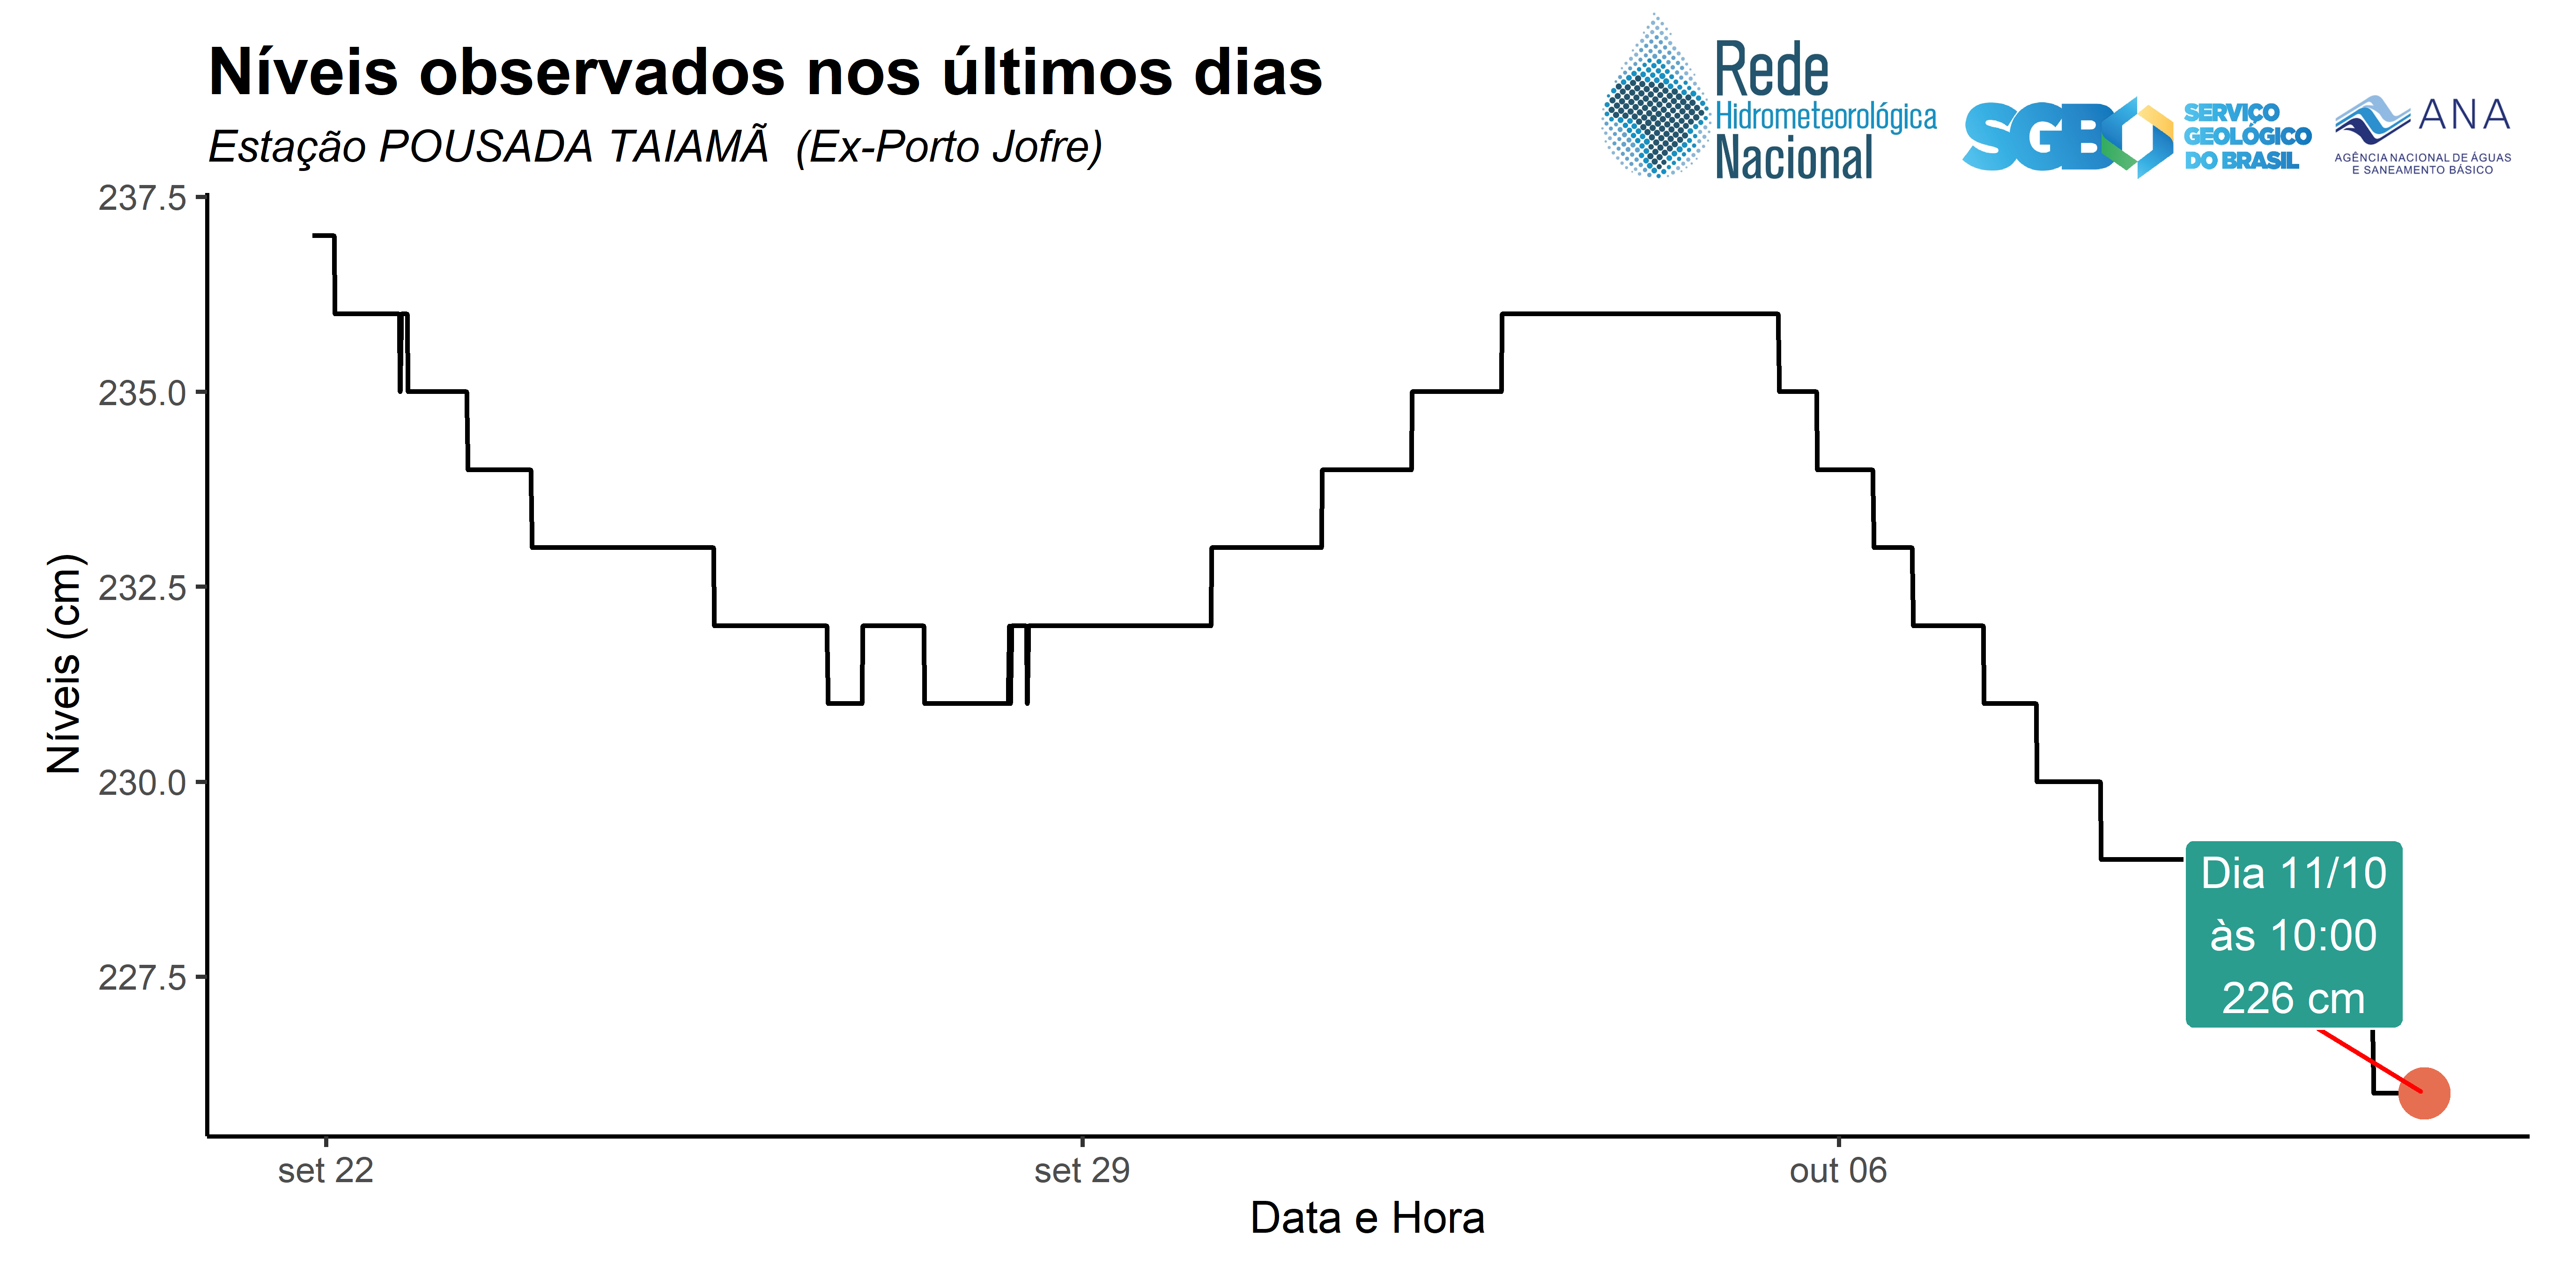 Níveis observados nos últimos dias
Estação POUSADA TAIAMÃ  (Ex-Porto Jofre)
Rede
Hidrometeorológica
Nacional
SGB
SERVIÇO
GEOLÓGICO
DO BRASIL
ANA
AGÊNCIA NACIONAL DE ÁGUAS
E SANEAMENTO BÁSICO
Níveis (cm)
237.5
235.0
232.5
230.0
227.5
Dia 11/10
às 10:00
226 cm
set 22
set 29
out 06
Data e Hora